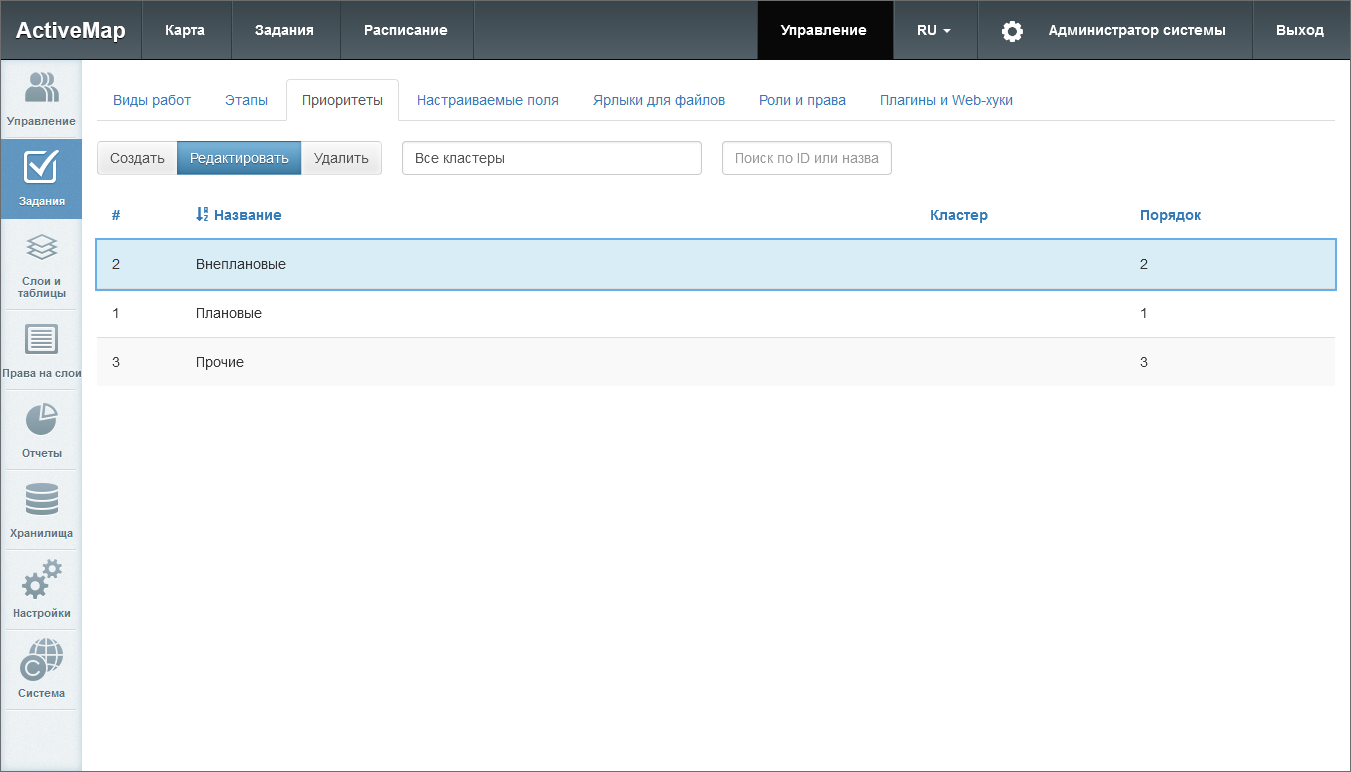 ActiveMap Карта Задания Расписание Управление RU Администратор системы Выход
Управление
Задания
Слои и
таблицы
Права на слои
Отчеты
Хранилища
Настройки
Система
Виды работ Этапы Приоритеты Настраиваемые поля Ярлыки для файлов Роли и права Плагины и Web-хуки
Создать Редактировать Удалить Все кластеры Поиск по ID или назва
# Название Кластер Порядок
2 Внеплановые 2
1 Плановые 1
3 Прочие 3